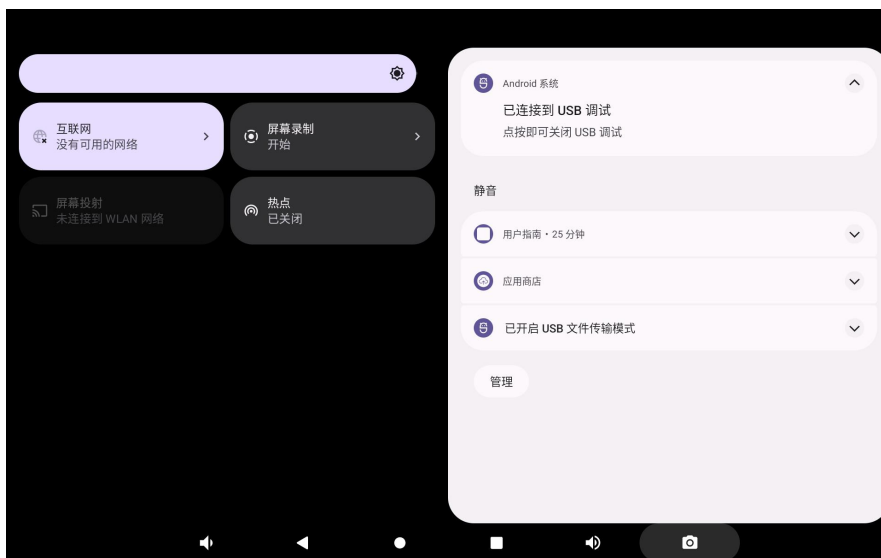 互联网
没有可用的网络
屏幕录制
开始
屏幕投射
未连接到 WLAN 网络
热点
已关闭
Android 系统
已连接到 USB 调试
点按即可关闭 USB 调试
静音
用户指南・25 分钟
应用商店
已开启 USB 文件传输模式
管理